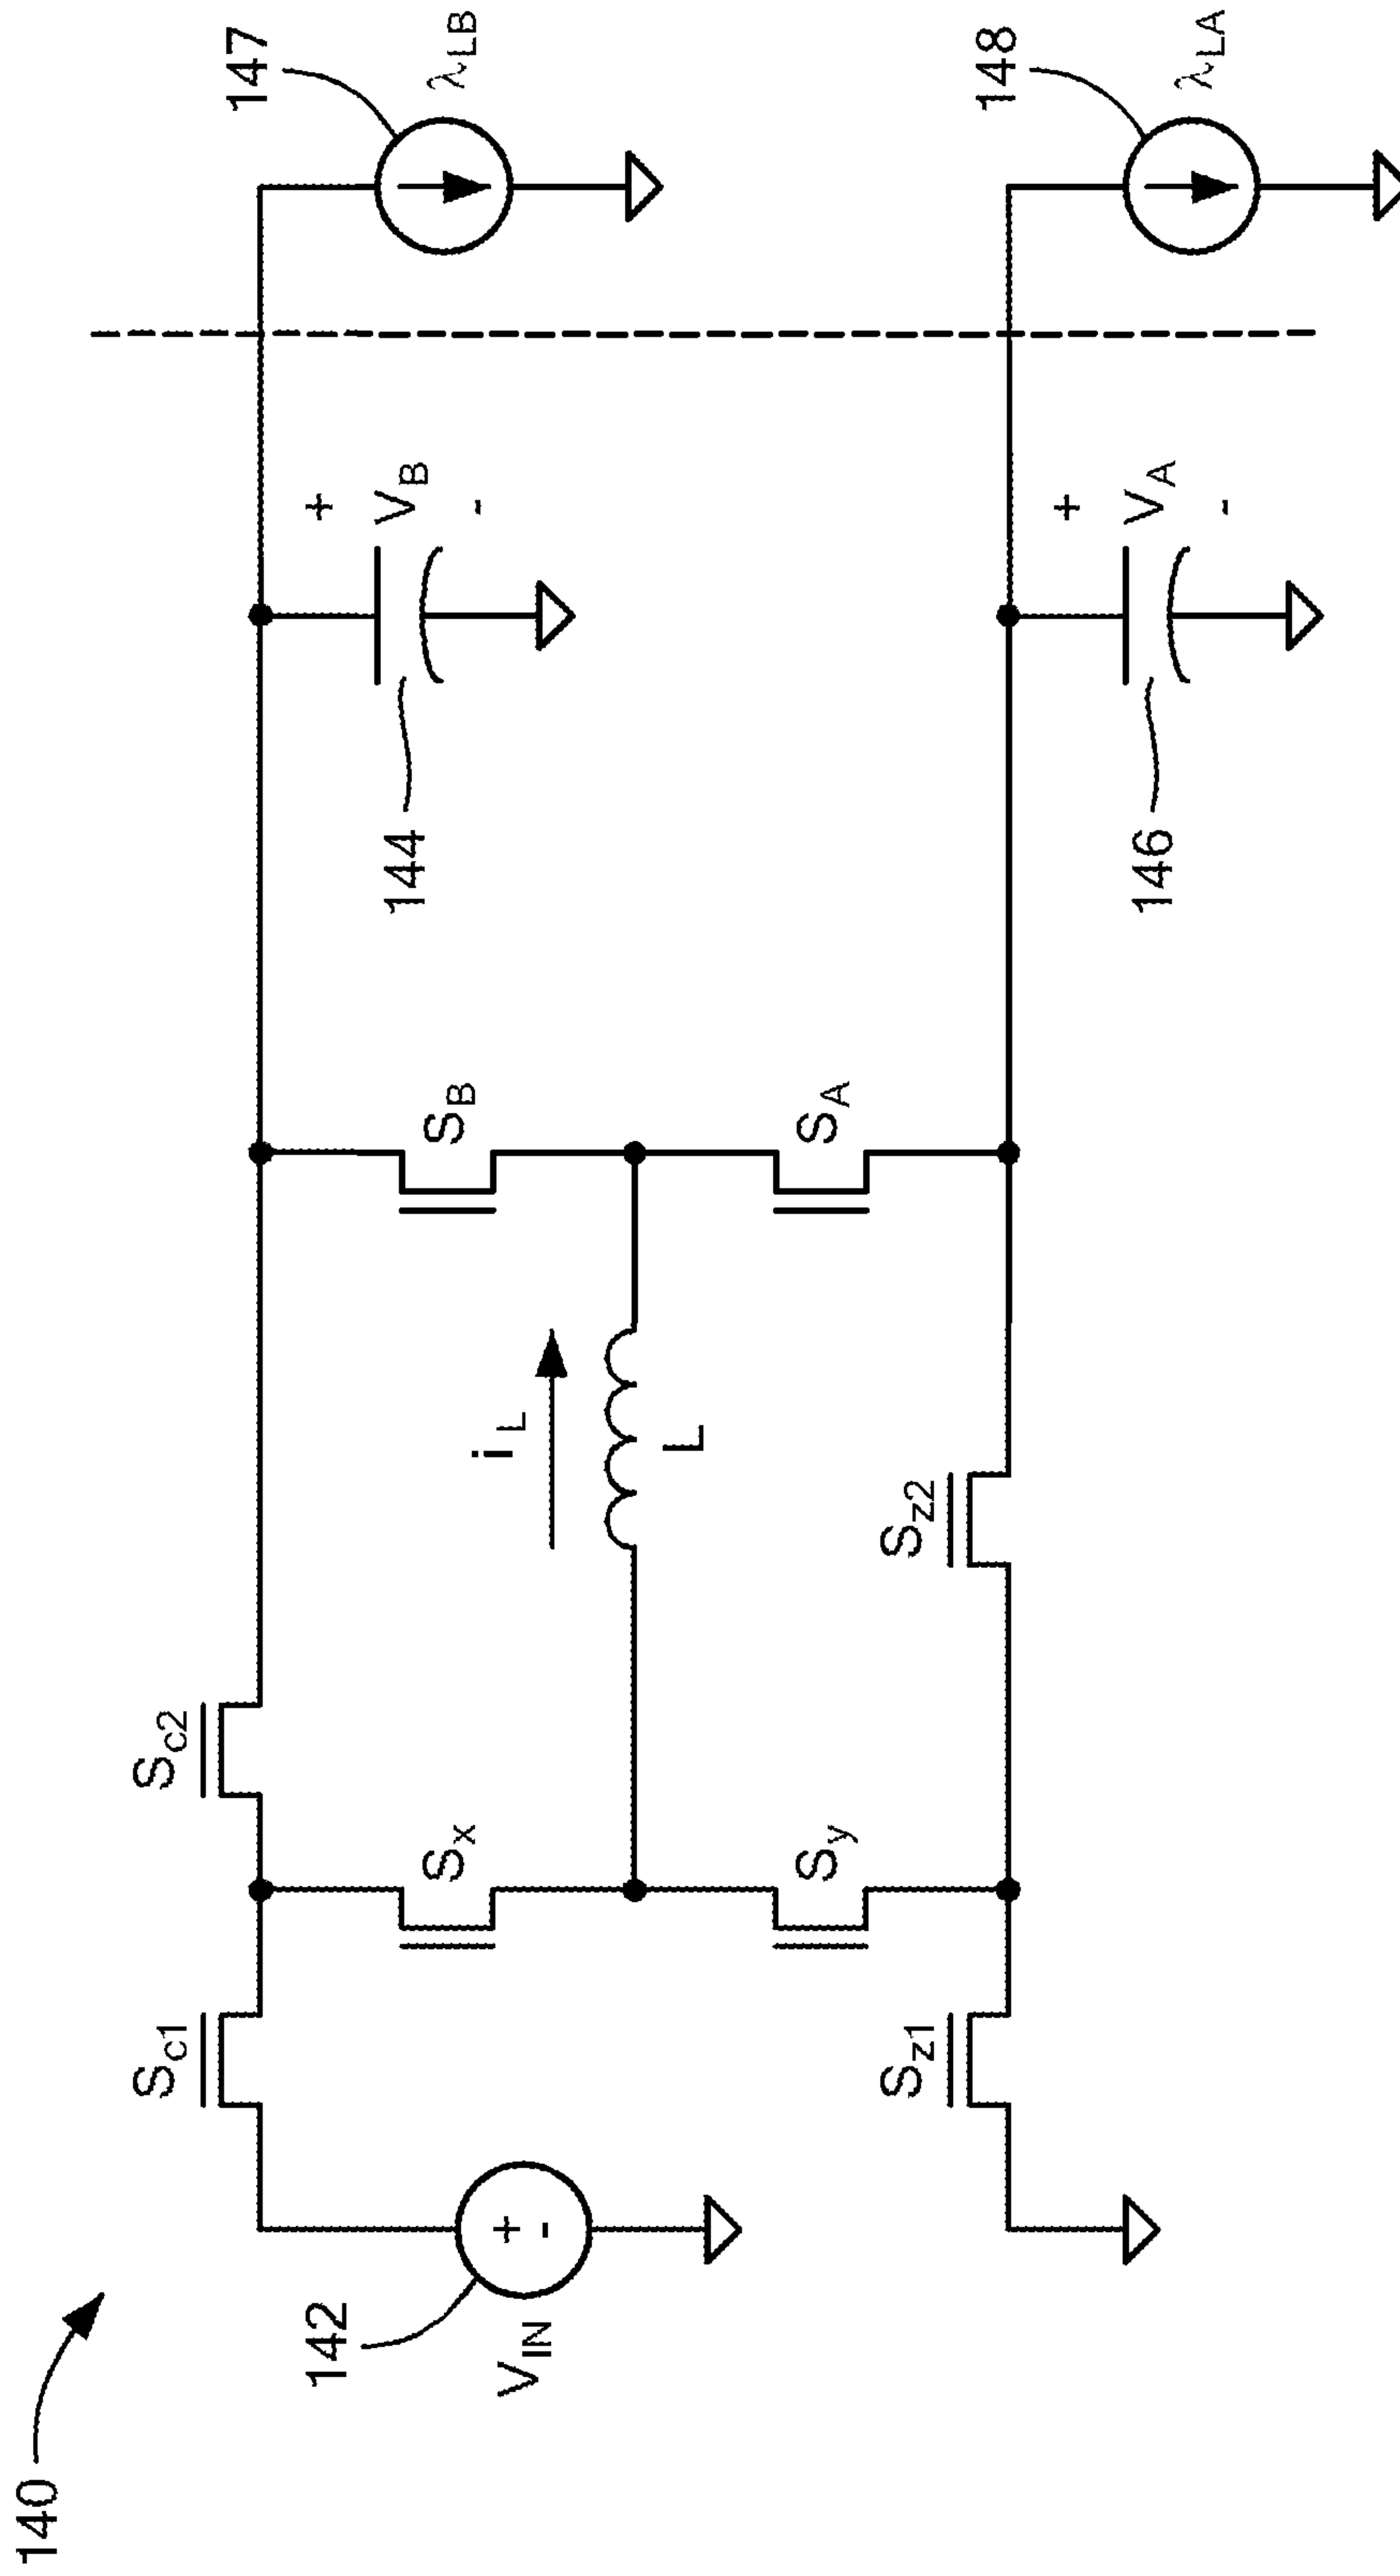 140
142
V_IN
+
-
S_c1
S_c2
S_x
S_y
S_z1
S_z2
i_L
L
S_B
S_A
144
+
V_B
-
146
+
V_A
-
147
λ_LB
148
λ_LA